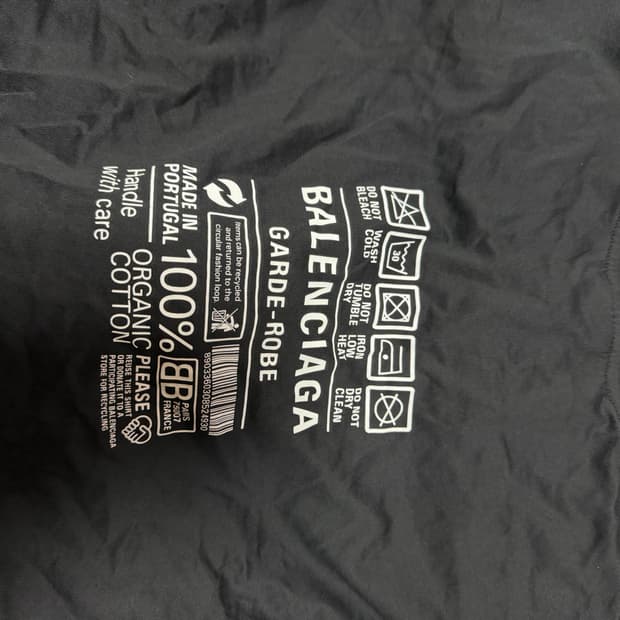 DO NOT
BLEACH
WASH
COLD
30
DO NOT
TUMBLE
DRY
IRON
LOW
HEAT
DO NOT
DRY
CLEAN
BALENCIAGA
GARDE-ROBE
items can be recycled
and returned to the
circular fashion loop.
8903360308524930
MADE IN
PORTUGAL
100%
BB
PARIS
75007
FRANCE
Handle
with care
ORGANIC
COTTON
PLEASE
REUSE THIS SHIRT
OR DONATE IT TO A
PARTICIPATING BALENCIAGA
STORE FOR RECYCLING